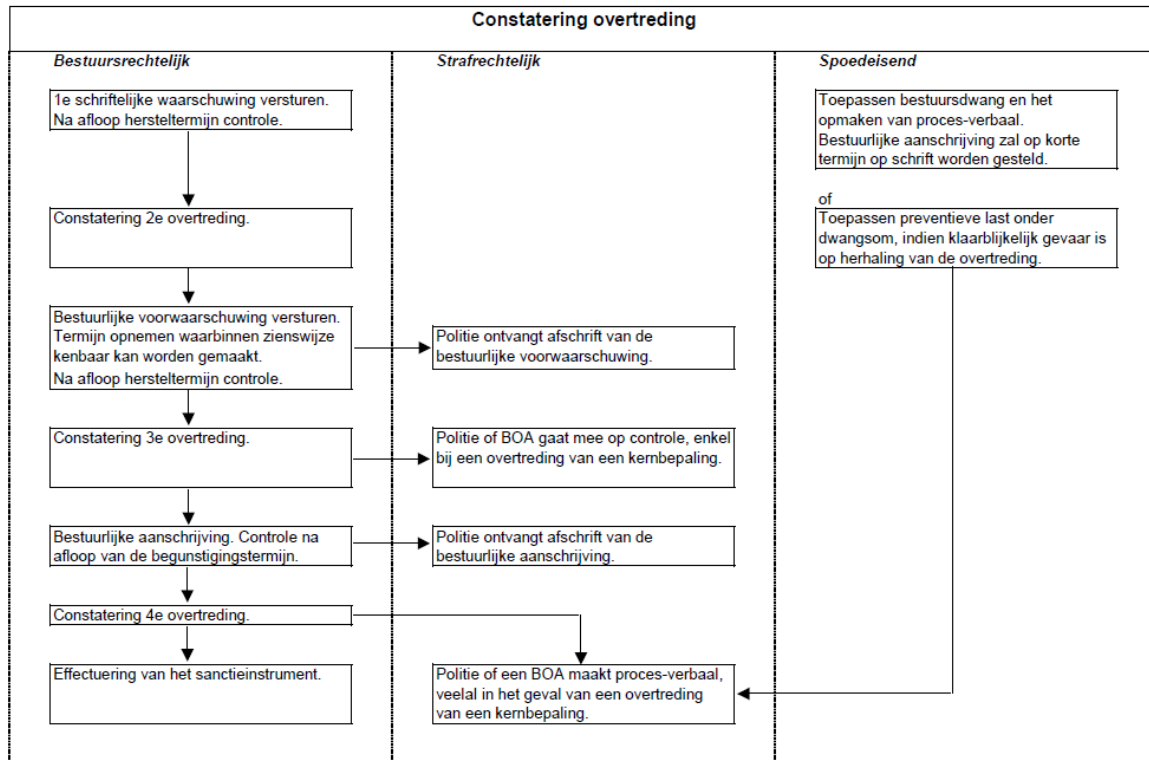 Constatering overtreding
Bestuursrechtelijk
1e schriftelijke waarschuwing versturen.
Na afloop hersteltermijn controle.
Constatering 2e overtreding.
Bestuurlijke voorwaarschuwing versturen.
Termijn opnemen waarbinnen zienswijze
kenbaar kan worden gemaakt.
Na afloop hersteltermijn controle.
Constatering 3e overtreding.
Bestuurlijke aanschrijving. Controle na
afloop van de begunstigingstermijn.
Constatering 4e overtreding.
Effectuering van het sanctieinstrument.
Strafrechtelijk
Politie ontvangt afschrift van de
bestuurlijke voorwaarschuwing.
Politie of BOA gaat mee op controle, enkel
bij een overtreding van een kernbepaling.
Politie ontvangt afschrift van de
bestuurlijke aanschrijving.
Politie of een BOA maakt proces-verbaal,
veelal in het geval van een overtreding
van een kernbepaling.
Spoedeisend
Toepassen bestuursdwang en het
opmaken van proces-verbaal.
Bestuurlijke aanschrijving zal op korte
termijn op schrift worden gesteld.
of
Toepassen preventieve last onder
dwangsom, indien klaarblijkelijk gevaar is
op herhaling van de overtreding.